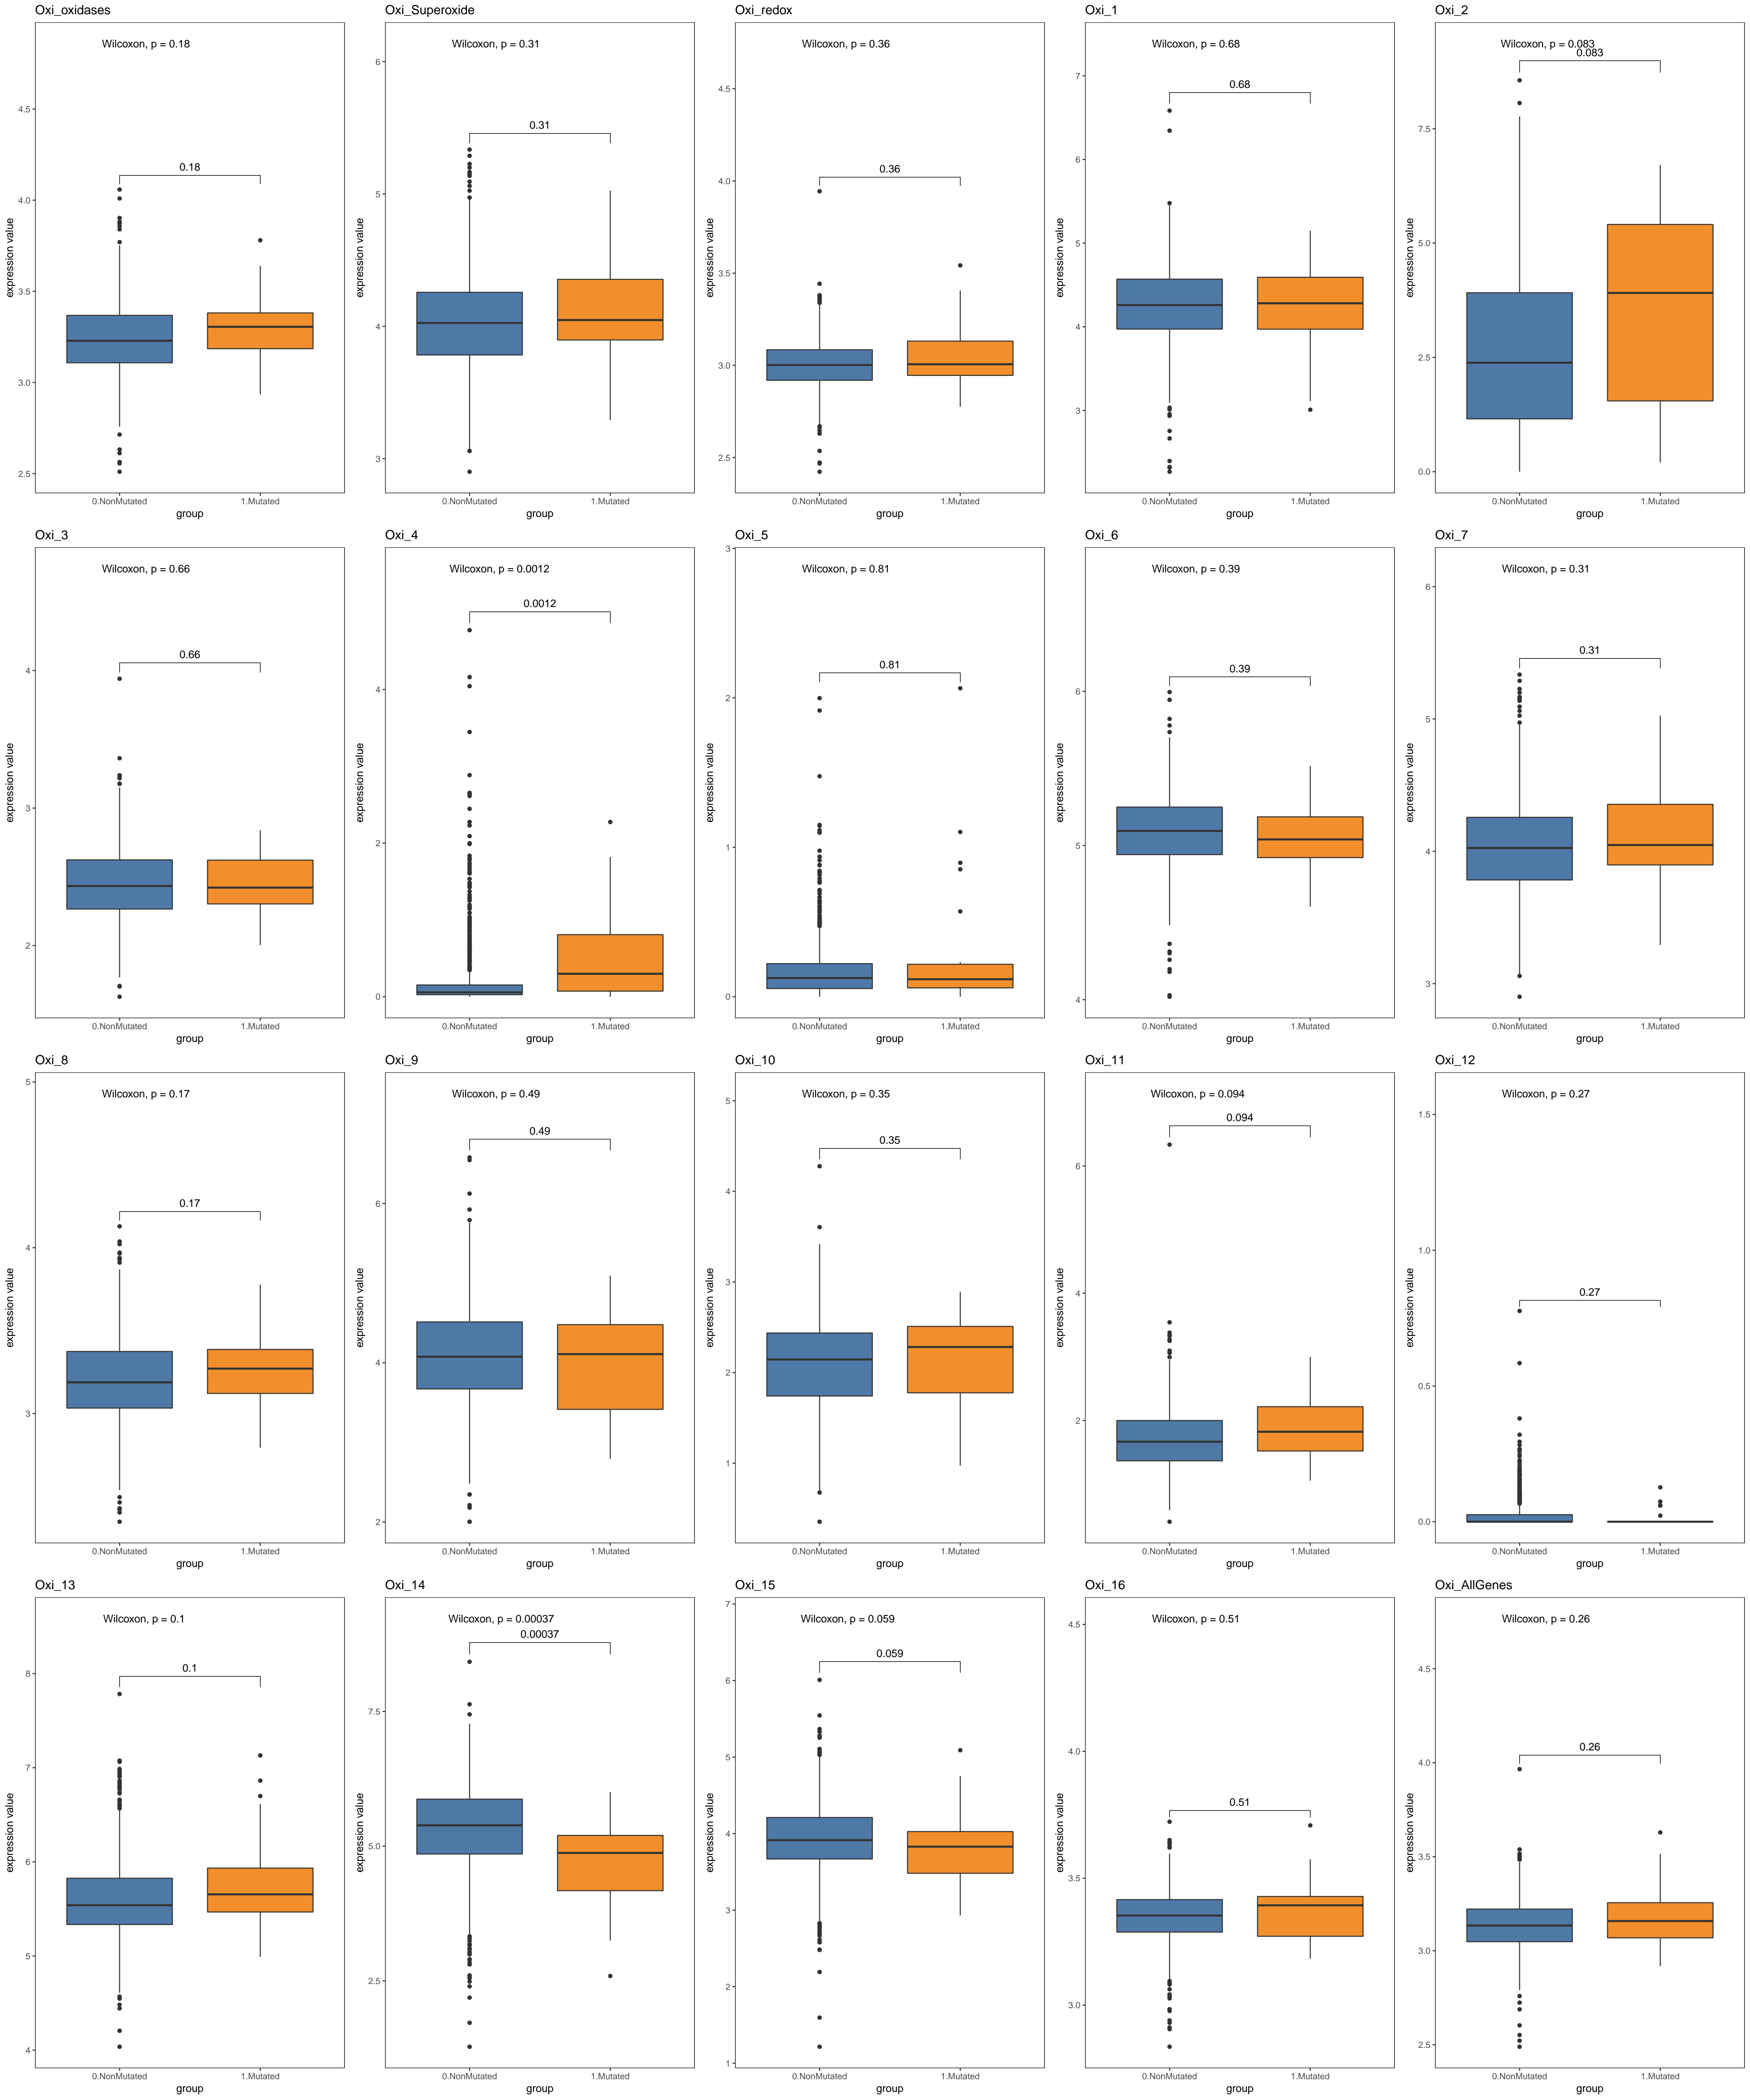 Oxi_oxidases
Wilcoxon, p = 0.18
0.18
4.5
4.0
3.5
3.0
2.5
expression value
0.NonMutated 1.Mutated
group
Oxi_Superoxide
Wilcoxon, p = 0.31
0.31
6
5
4
3
expression value
0.NonMutated 1.Mutated
group
Oxi_redox
Wilcoxon, p = 0.36
0.36
4.5
4.0
3.5
3.0
2.5
expression value
0.NonMutated 1.Mutated
group
Oxi_1
Wilcoxon, p = 0.68
0.68
7
6
5
4
3
expression value
0.NonMutated 1.Mutated
group
Oxi_2
Wilcoxon, p = 0.083
0.083
7.5
5.0
2.5
0.0
expression value
0.NonMutated 1.Mutated
group
Oxi_3
Wilcoxon, p = 0.66
0.66
4
3
2
expression value
0.NonMutated 1.Mutated
group
Oxi_4
Wilcoxon, p = 0.0012
0.0012
4
2
0
expression value
0.NonMutated 1.Mutated
group
Oxi_5
Wilcoxon, p = 0.81
0.81
3
2
1
0
expression value
0.NonMutated 1.Mutated
group
Oxi_6
Wilcoxon, p = 0.39
0.39
6
5
4
expression value
0.NonMutated 1.Mutated
group
Oxi_7
Wilcoxon, p = 0.31
0.31
6
5
4
3
expression value
0.NonMutated 1.Mutated
group
Oxi_8
Wilcoxon, p = 0.17
0.17
5
4
3
expression value
0.NonMutated 1.Mutated
group
Oxi_9
Wilcoxon, p = 0.49
0.49
6
4
2
expression value
0.NonMutated 1.Mutated
group
Oxi_10
Wilcoxon, p = 0.35
0.35
5
4
3
2
1
expression value
0.NonMutated 1.Mutated
group
Oxi_11
Wilcoxon, p = 0.094
0.094
6
4
2
expression value
0.NonMutated 1.Mutated
group
Oxi_12
Wilcoxon, p = 0.27
0.27
1.5
1.0
0.5
0.0
expression value
0.NonMutated 1.Mutated
group
Oxi_13
Wilcoxon, p = 0.1
0.1
8
7
6
5
4
expression value
0.NonMutated 1.Mutated
group
Oxi_14
Wilcoxon, p = 0.00037
0.00037
7.5
5.0
2.5
expression value
0.NonMutated 1.Mutated
group
Oxi_15
Wilcoxon, p = 0.059
0.059
7
6
5
4
3
2
1
expression value
0.NonMutated 1.Mutated
group
Oxi_16
Wilcoxon, p = 0.51
0.51
4.5
4.0
3.5
3.0
expression value
0.NonMutated 1.Mutated
group
Oxi_AllGenes
Wilcoxon, p = 0.26
0.26
4.5
4.0
3.5
3.0
2.5
expression value
0.NonMutated 1.Mutated
group